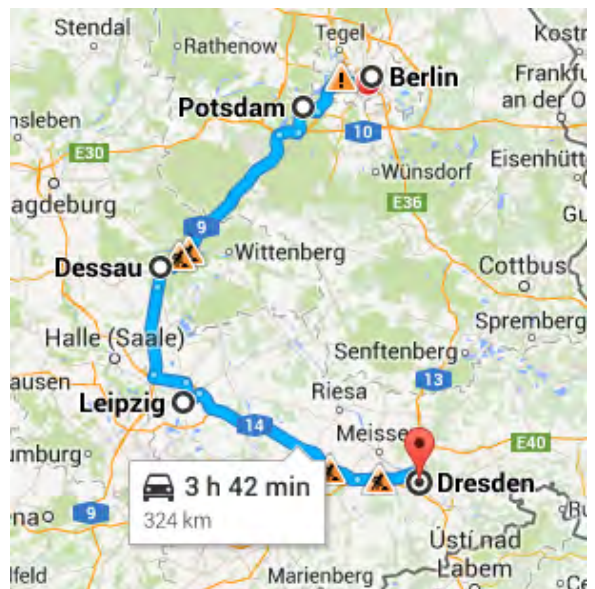 Stendal
Tegel
Kostr
Rathenow
Berlin
Frankfu
an der O
Potsdam
nsleben
10
E30
Eisenhütt
Wünsdorf
agdeburg
E36
Gu
9
Wittenberg
Dessau
Cottbus
Spremberg
Halle (Saale)
Senftenberg
ausen
13
Riesa
Leipzig
14
Meisse
E40
umburg
3 h 42 min
Dresden
324 km
na
9
Ústí nad
Labem
lfeld
Marienberg